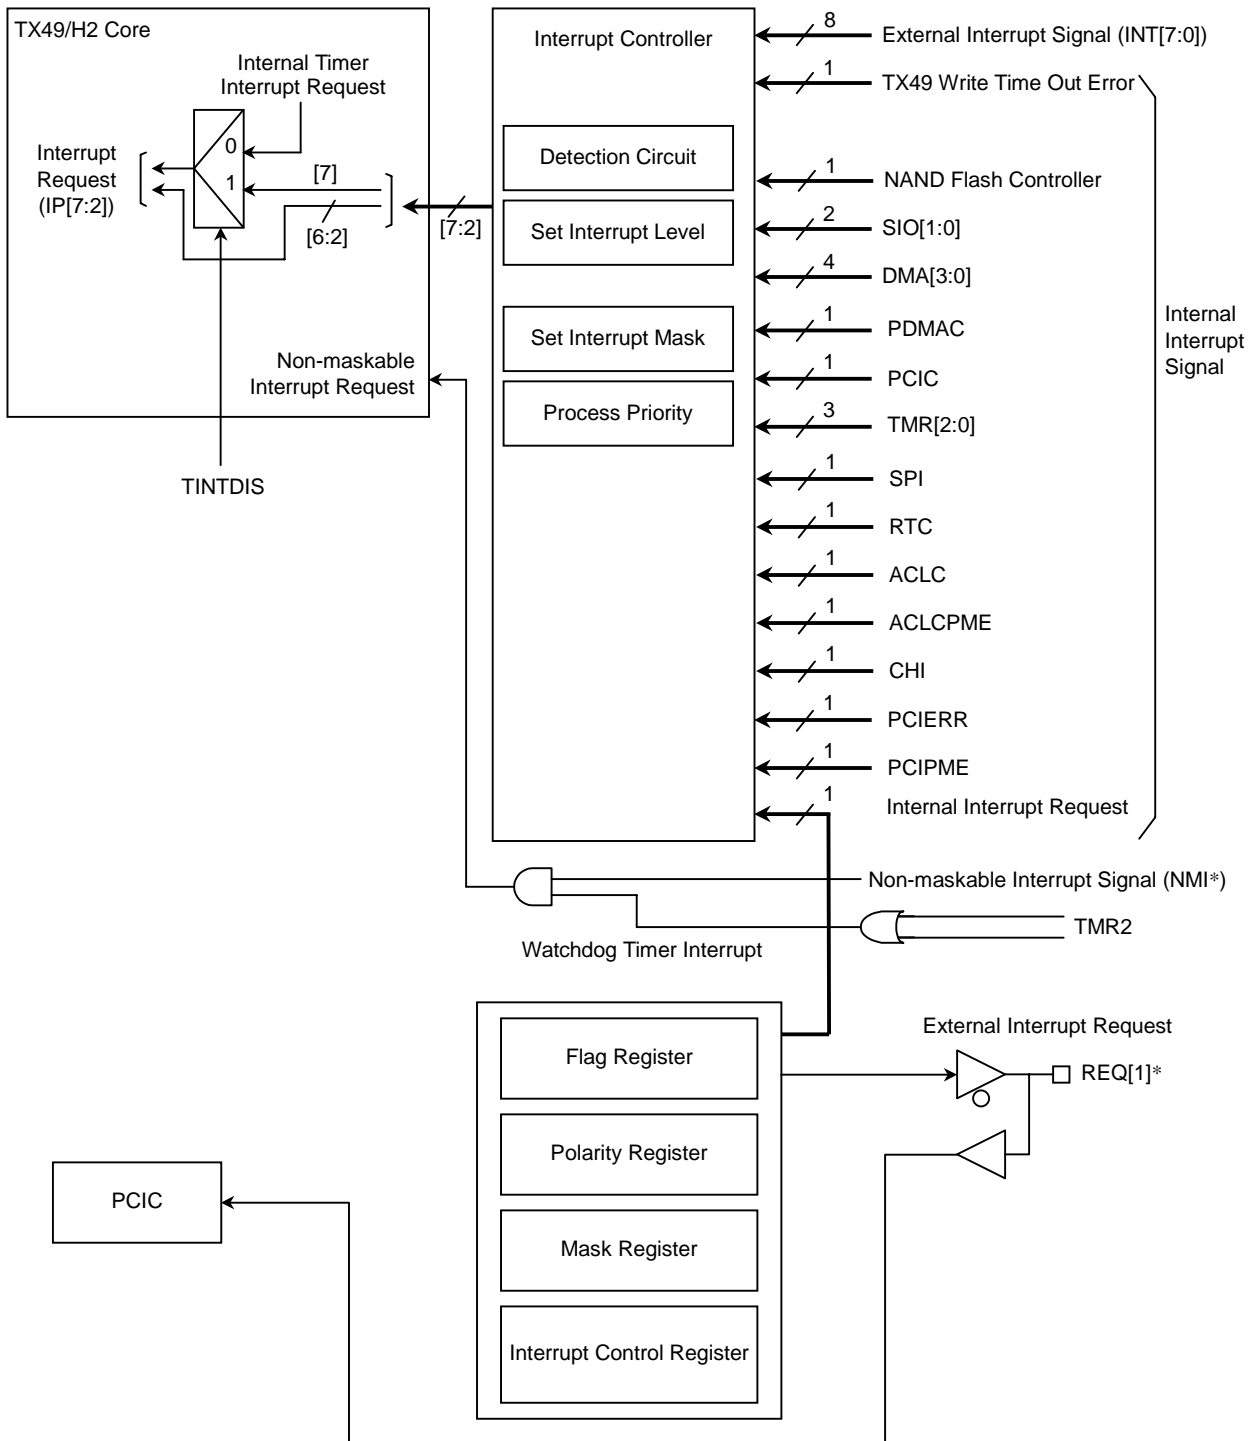 TX49/H2 Core
Internal Timer
Interrupt Request
Interrupt
Request
(IP[7:2])
0
1
[7]
[6:2]
[7:2]
Non-maskable
Interrupt Request
TINTDIS
Interrupt Controller
Detection Circuit
Set Interrupt Level
Set Interrupt Mask
Process Priority
8
External Interrupt Signal (INT[7:0])
1
TX49 Write Time Out Error
1
NAND Flash Controller
2
SIO[1:0]
4
DMA[3:0]
1
PDMAC
1
PCIC
3
TMR[2:0]
1
SPI
1
RTC
1
ACLC
1
ACLCPME
1
CHI
1
PCIERR
1
PCIPME
1
Internal Interrupt Request
Internal
Interrupt
Signal
Non-maskable Interrupt Signal (NMI*)
TMR2
Watchdog Timer Interrupt
Flag Register
Polarity Register
Mask Register
Interrupt Control Register
External Interrupt Request
REQ[1]*
PCIC